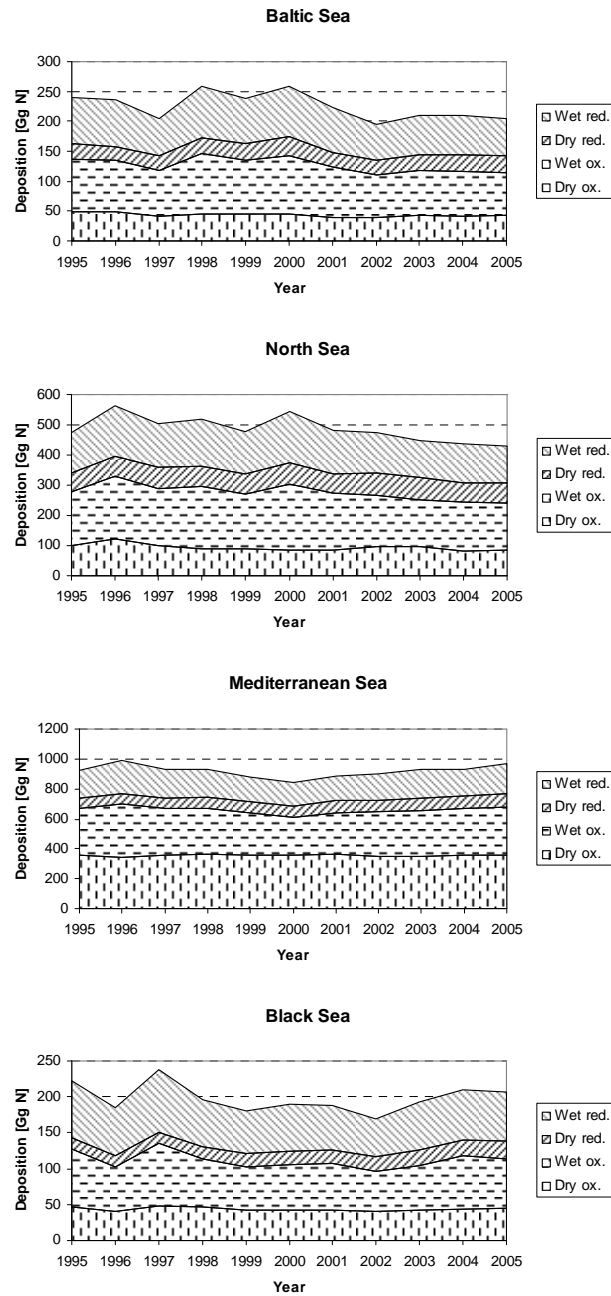 Baltic Sea
Deposition [Gg N]
300
250
200
150
100
50
0
1995 1996 1997 1998 1999 2000 2001 2002 2003 2004 2005
Year
Wet red.
Dry red.
Wet ox.
Dry ox.
North Sea
Deposition [Gg N]
600
500
400
300
200
100
0
1995 1996 1997 1998 1999 2000 2001 2002 2003 2004 2005
Year
Wet red.
Dry red.
Wet ox.
Dry ox.
Mediterranean Sea
Deposition [Gg N]
1200
1000
800
600
400
200
0
1995 1996 1997 1998 1999 2000 2001 2002 2003 2004 2005
Year
Wet red.
Dry red.
Wet ox.
Dry ox.
Black Sea
Deposition [Gg N]
250
200
150
100
50
0
1995 1996 1997 1998 1999 2000 2001 2002 2003 2004 2005
Year
Wet red.
Dry red.
Wet ox.
Dry ox.